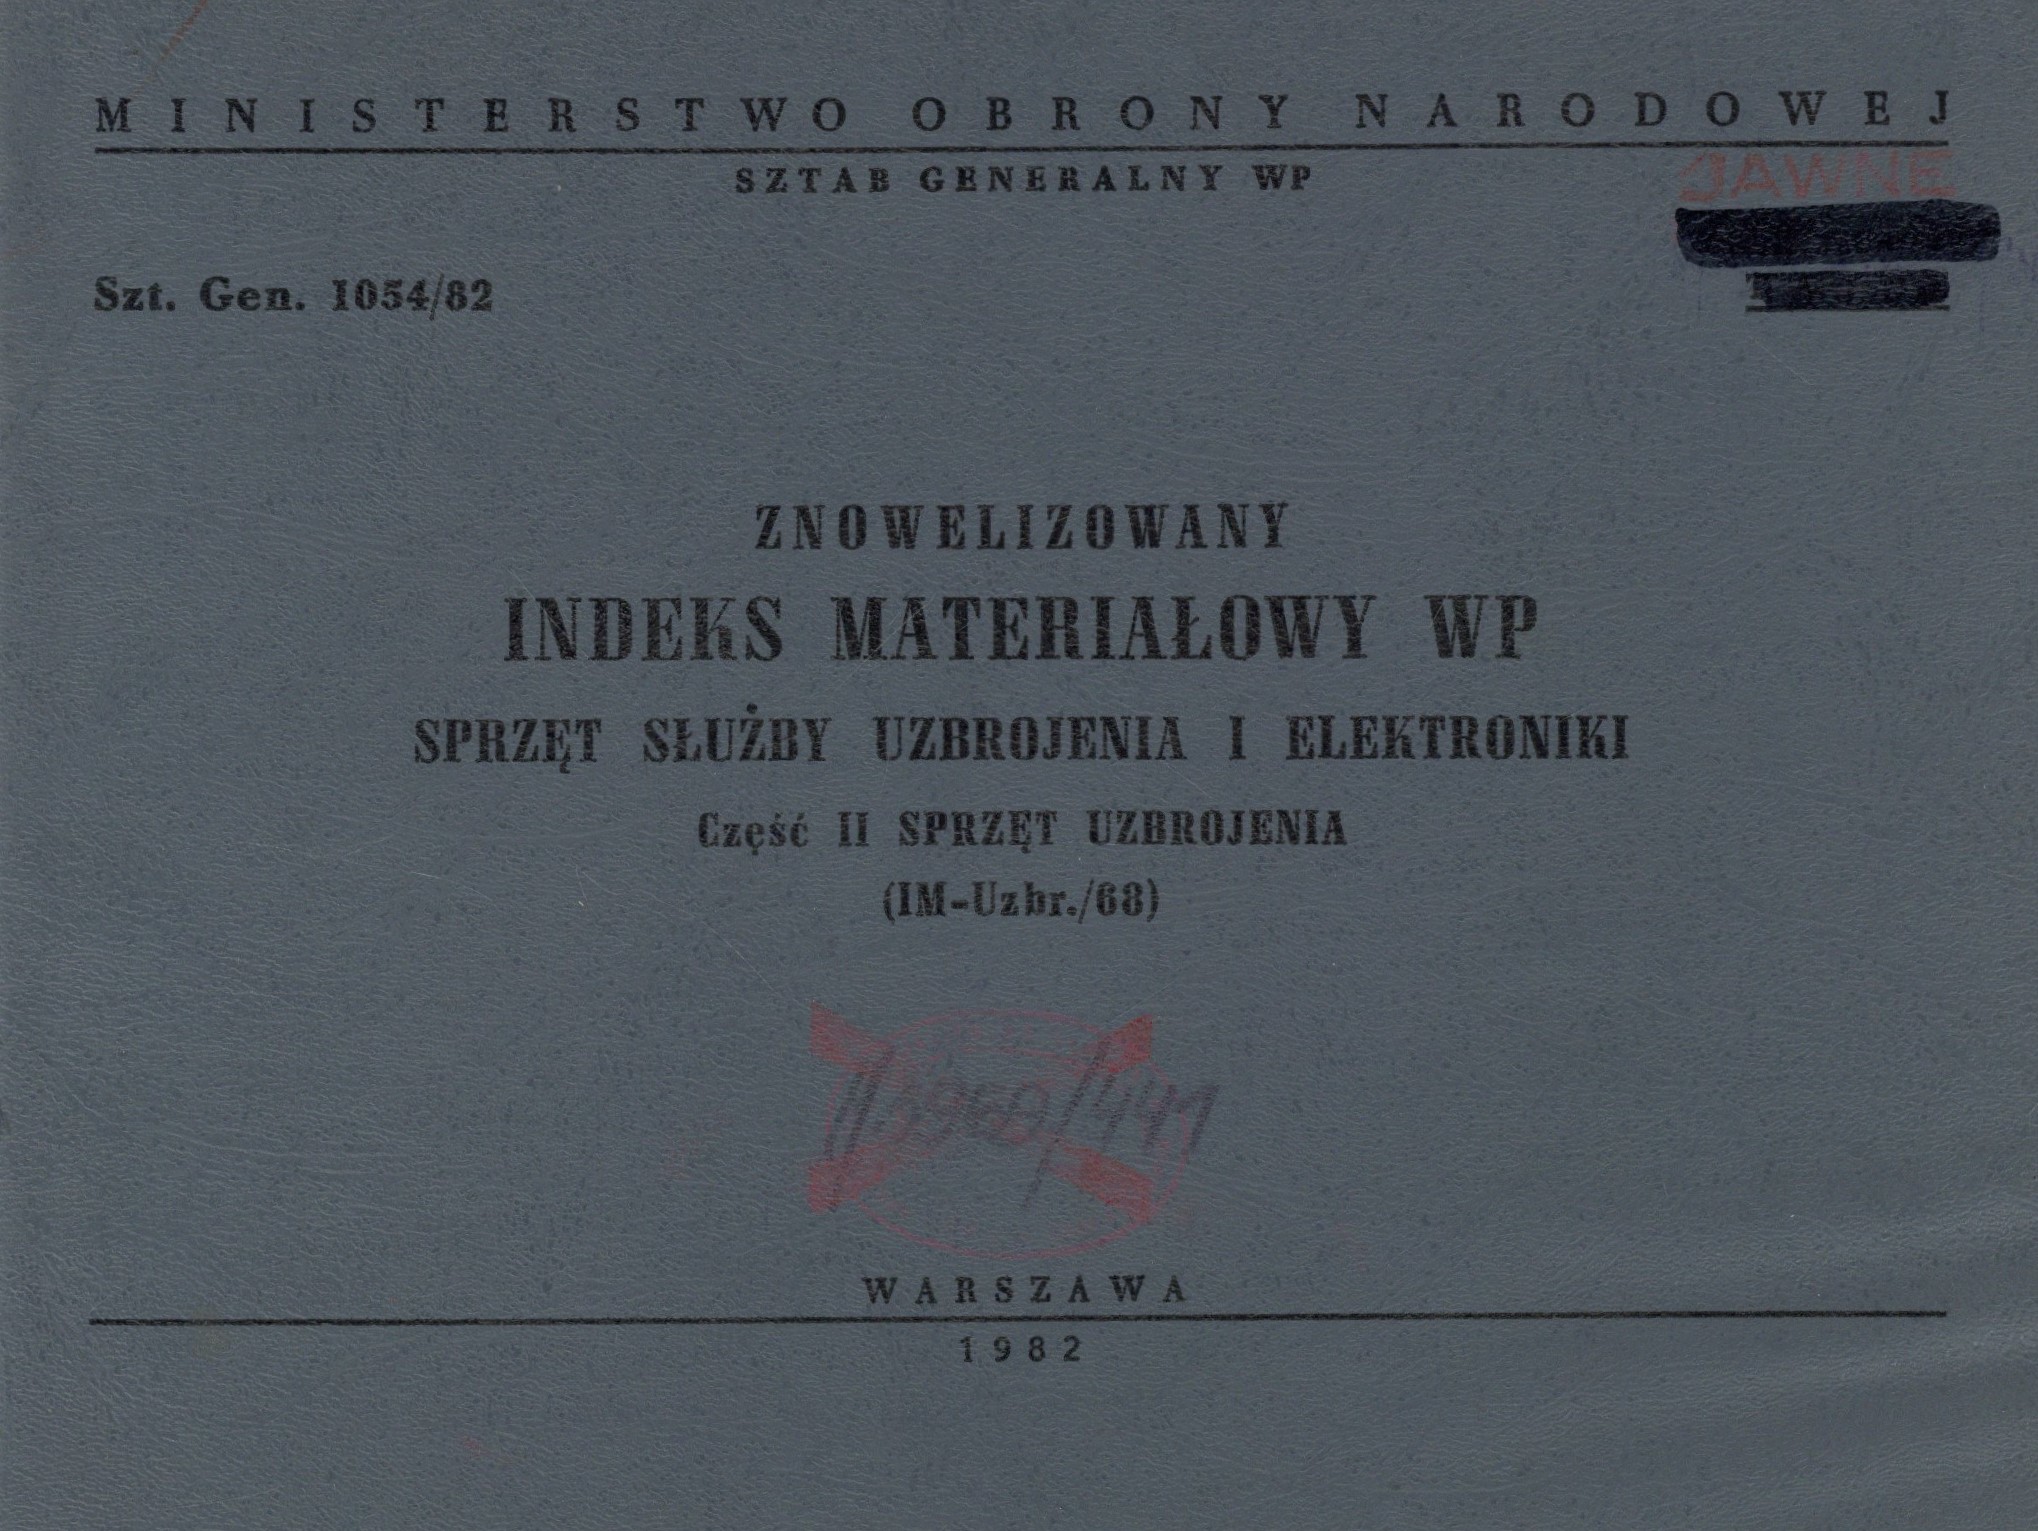 MINISTERSTWO OBRONY NARODOWEJ
SZTAB GENERALNY WP
JAWNE
Szt. Gen. 1054/82
ZNOWELIZOWANY
INDEKS MATERIAŁOWY WP
SPRZĘT SŁUŻBY UZBROJENIA I ELEKTRONIKI
Część II SPRZĘT UZBROJENIA
(IM-Uzbr./68)
WARSZAWA
1982